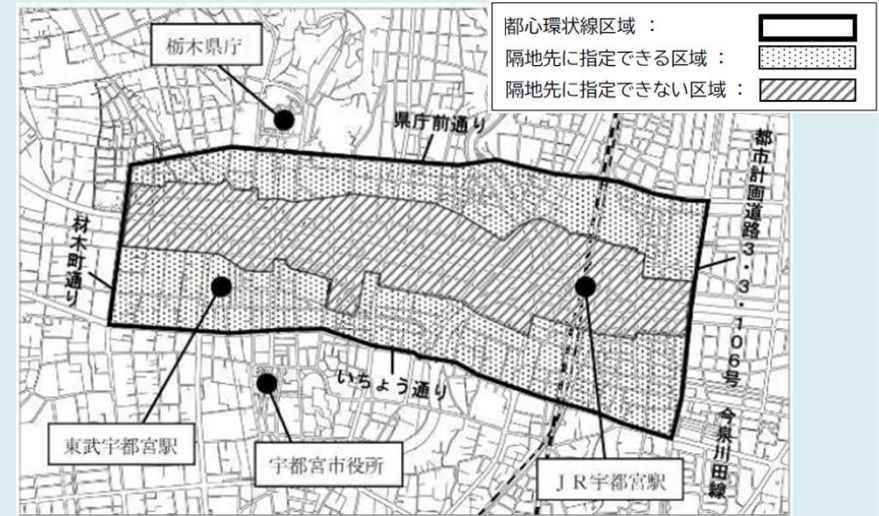 都心環状線区域 :
隔地先に指定できる区域 :
隔地先に指定できない区域 :
栃木県庁
県庁前通り
都市計画道路3・3・106号 今泉川田線
材木町通り
いちょう通り
東武宇都宮駅
宇都宮市役所
JR宇都宮駅